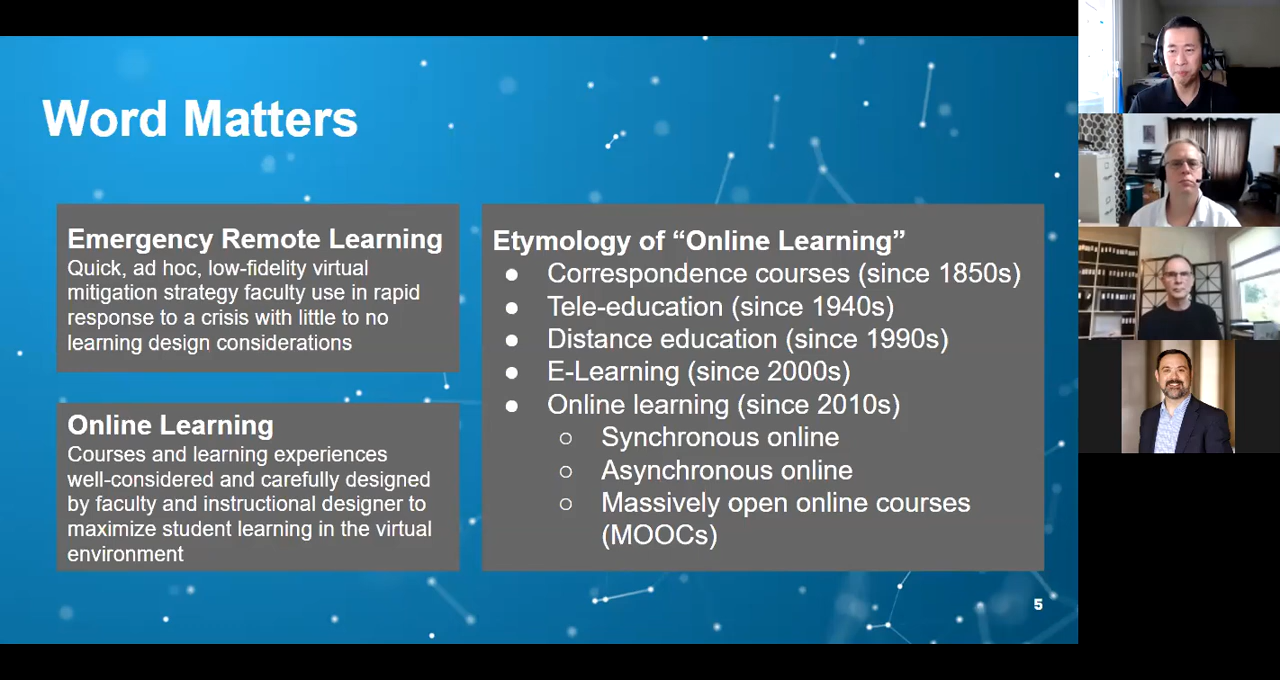 Word Matters
Emergency Remote Learning
Quick, ad hoc, low-fidelity virtual
mitigation strategy faculty use in rapid
response to a crisis with little to no
learning design considerations
Online Learning
Courses and learning experiences
well-considered and carefully designed
by faculty and instructional designer to
maximize student learning in the virtual
environment
Etymology of “Online Learning”
● Correspondence courses (since 1850s)
● Tele-education (since 1940s)
● Distance education (since 1990s)
● E-Learning (since 2000s)
● Online learning (since 2010s)
○ Synchronous online
○ Asynchronous online
○ Massively open online courses
(MOOCs)
5